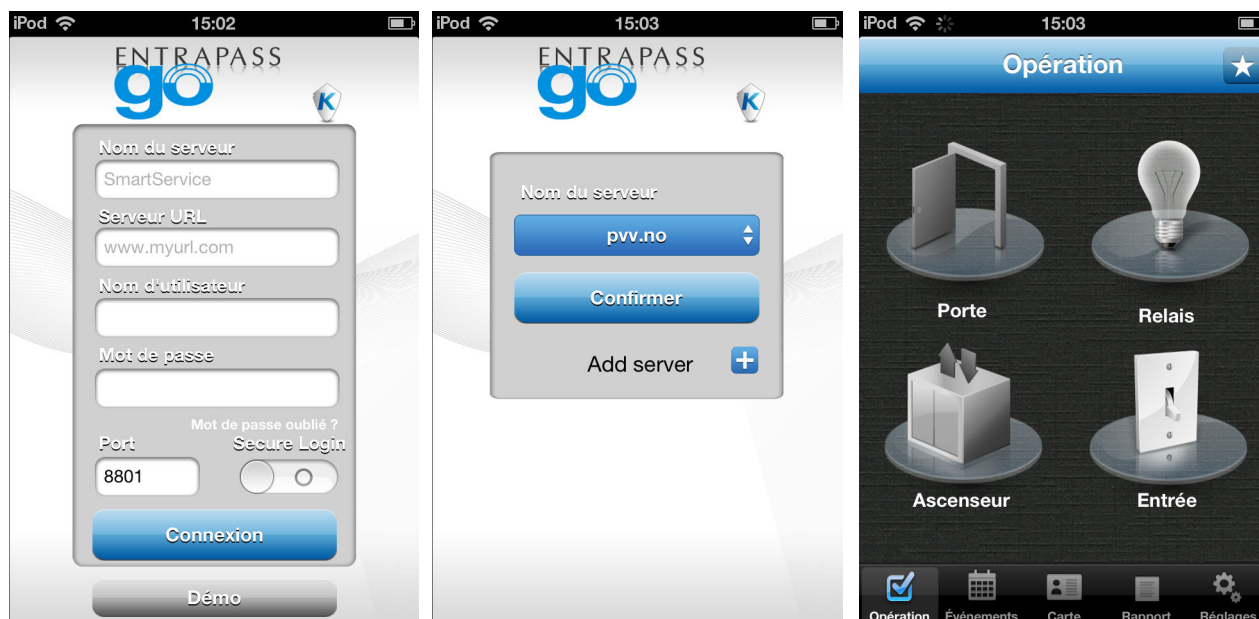 iPod 15:02
ENTRAPASS
go
K
Nom du serveur
SmartService
Serveur URL
www.myurl.com
Nom d'utilisateur
Mot de passe
Mot de passe oublié ?
Port Secure Login
8801
Connexion
Démo
iPod 15:03
ENTRAPASS
go
K
Nom du serveur
pvv.no
Confirmer
Add server
iPod 15:03
Opération
Porte Relais
Ascenseur Entrée
Opération Événements Carte Rapport Réglages